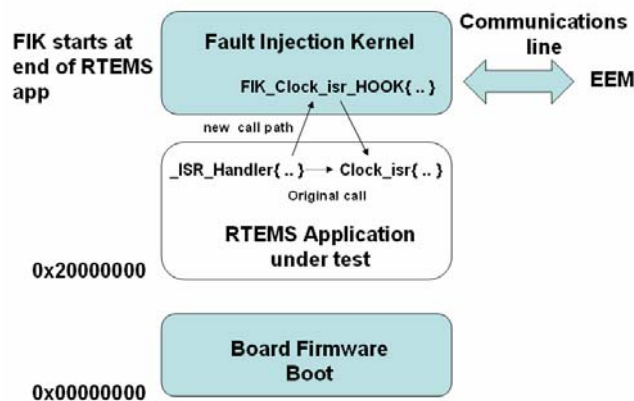 FIK starts at
end of RTEMS
app
Fault Injection Kernel
FIK_Clock_isr_HOOK{ .. }
Communications
line
EEM
new call path
_ISR_Handler{ .. }
Clock_isr{ .. }
Original call
RTEMS Application
under test
0x20000000
Board Firmware
Boot
0x00000000